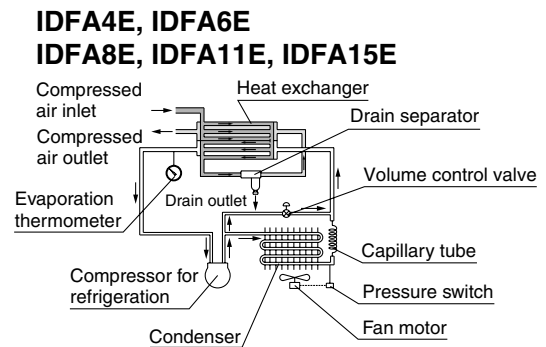 IDFA4E, IDFA6E
IDFA8E, IDFA11E, IDFA15E
Compressed
air inlet
Heat exchanger
Compressed
air outlet
Drain separator
Volume control valve
Drain outlet
Evaporation
thermometer
Capillary tube
Compressor for
refrigeration
Pressure switch
Fan motor
Condenser